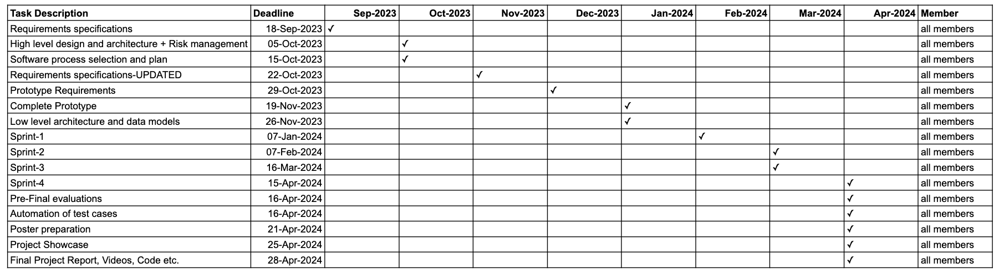 Task Description Deadline Sep-2023 Oct-2023 Nov-2023 Dec-2023 Jan-2024 Feb-2024 Mar-2024 Apr-2024 Member
Requirements specifications 18-Sep-2023 ✓ all members
High level design and architecture + Risk management 05-Oct-2023 ✓ all members
Software process selection and plan 15-Oct-2023 ✓ all members
Requirements specifications-UPDATED 22-Oct-2023 ✓ all members
Prototype Requirements 29-Oct-2023 ✓ all members
Complete Prototype 19-Nov-2023 ✓ all members
Low level architecture and data models 26-Nov-2023 ✓ all members
Sprint-1 07-Jan-2024 ✓ all members
Sprint-2 07-Feb-2024 ✓ all members
Sprint-3 16-Mar-2024 ✓ all members
Sprint-4 15-Apr-2024 ✓ all members
Pre-Final evaluations 16-Apr-2024 ✓ all members
Automation of test cases 16-Apr-2024 ✓ all members
Poster preparation 21-Apr-2024 ✓ all members
Project Showcase 25-Apr-2024 ✓ all members
Final Project Report, Videos, Code etc. 28-Apr-2024 ✓ all members